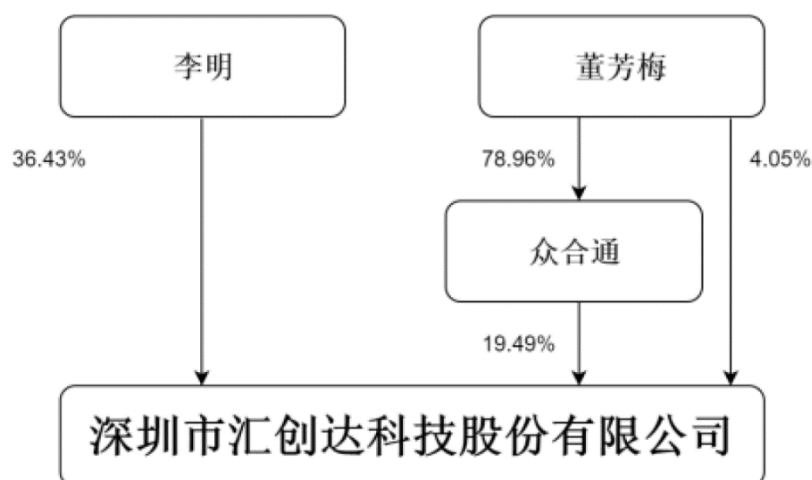 李明
董芳梅
36.43%
78.96%
4.05%
众合通
19.49%
深圳市汇创达科技股份有限公司